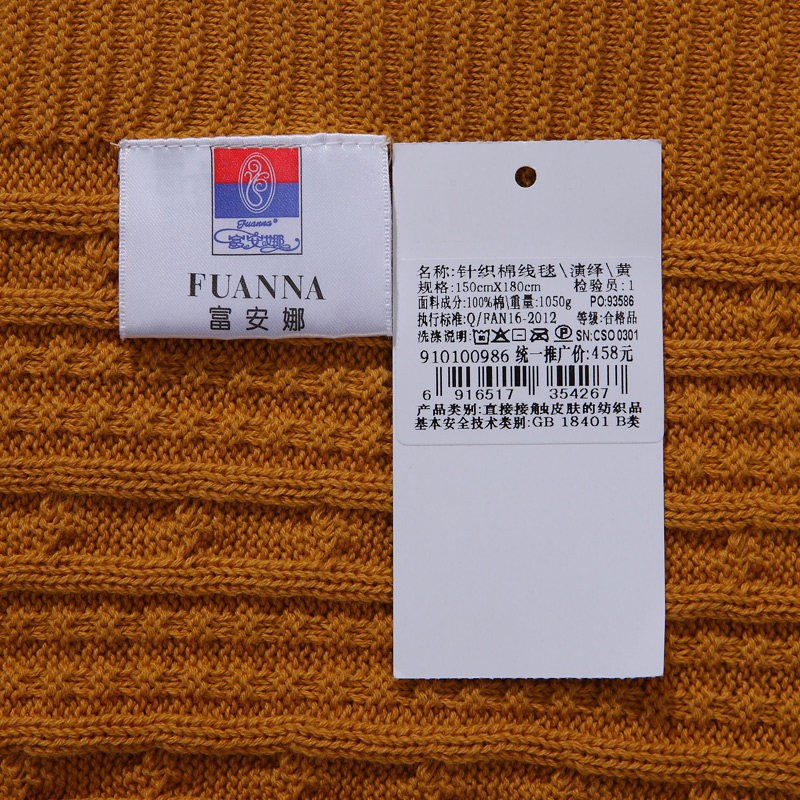 Fuanna®
富安娜
FUANNA
富安娜
名称:针织棉线毯\演绎\黄
规格:150cmX180cm 检验员:1
面料成分:100%棉\重量:1050g PO:93586
执行标准:Q/FAN16-2012 等级:合格品
洗涤说明: SN:CSO 0301
910100986 统一推广价:458元
6 916517 354267
产品类别:直接接触皮肤的纺织品
基本安全技术类别:GB 18401 B类